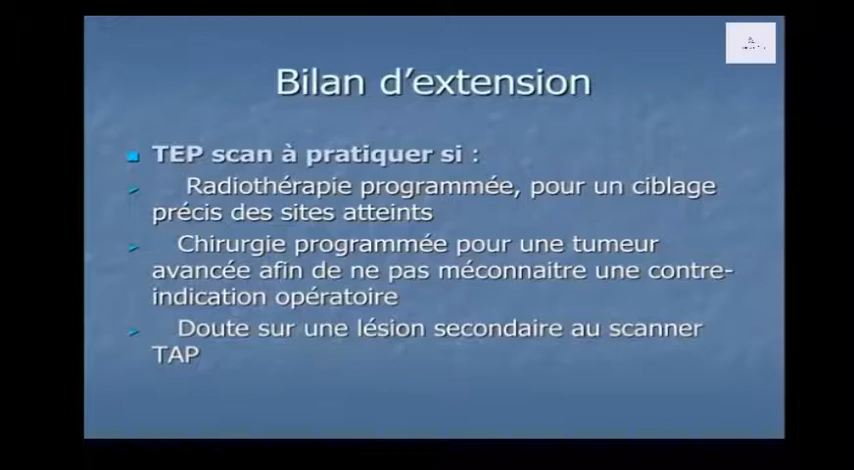 Bilan d'extension
TEP scan à pratiquer si :
Radiothérapie programmée, pour un ciblage
précis des sites atteints
Chirurgie programmée pour une tumeur
avancée afin de ne pas méconnaitre une contre-
indication opératoire
Doute sur une lésion secondaire au scanner
TAP